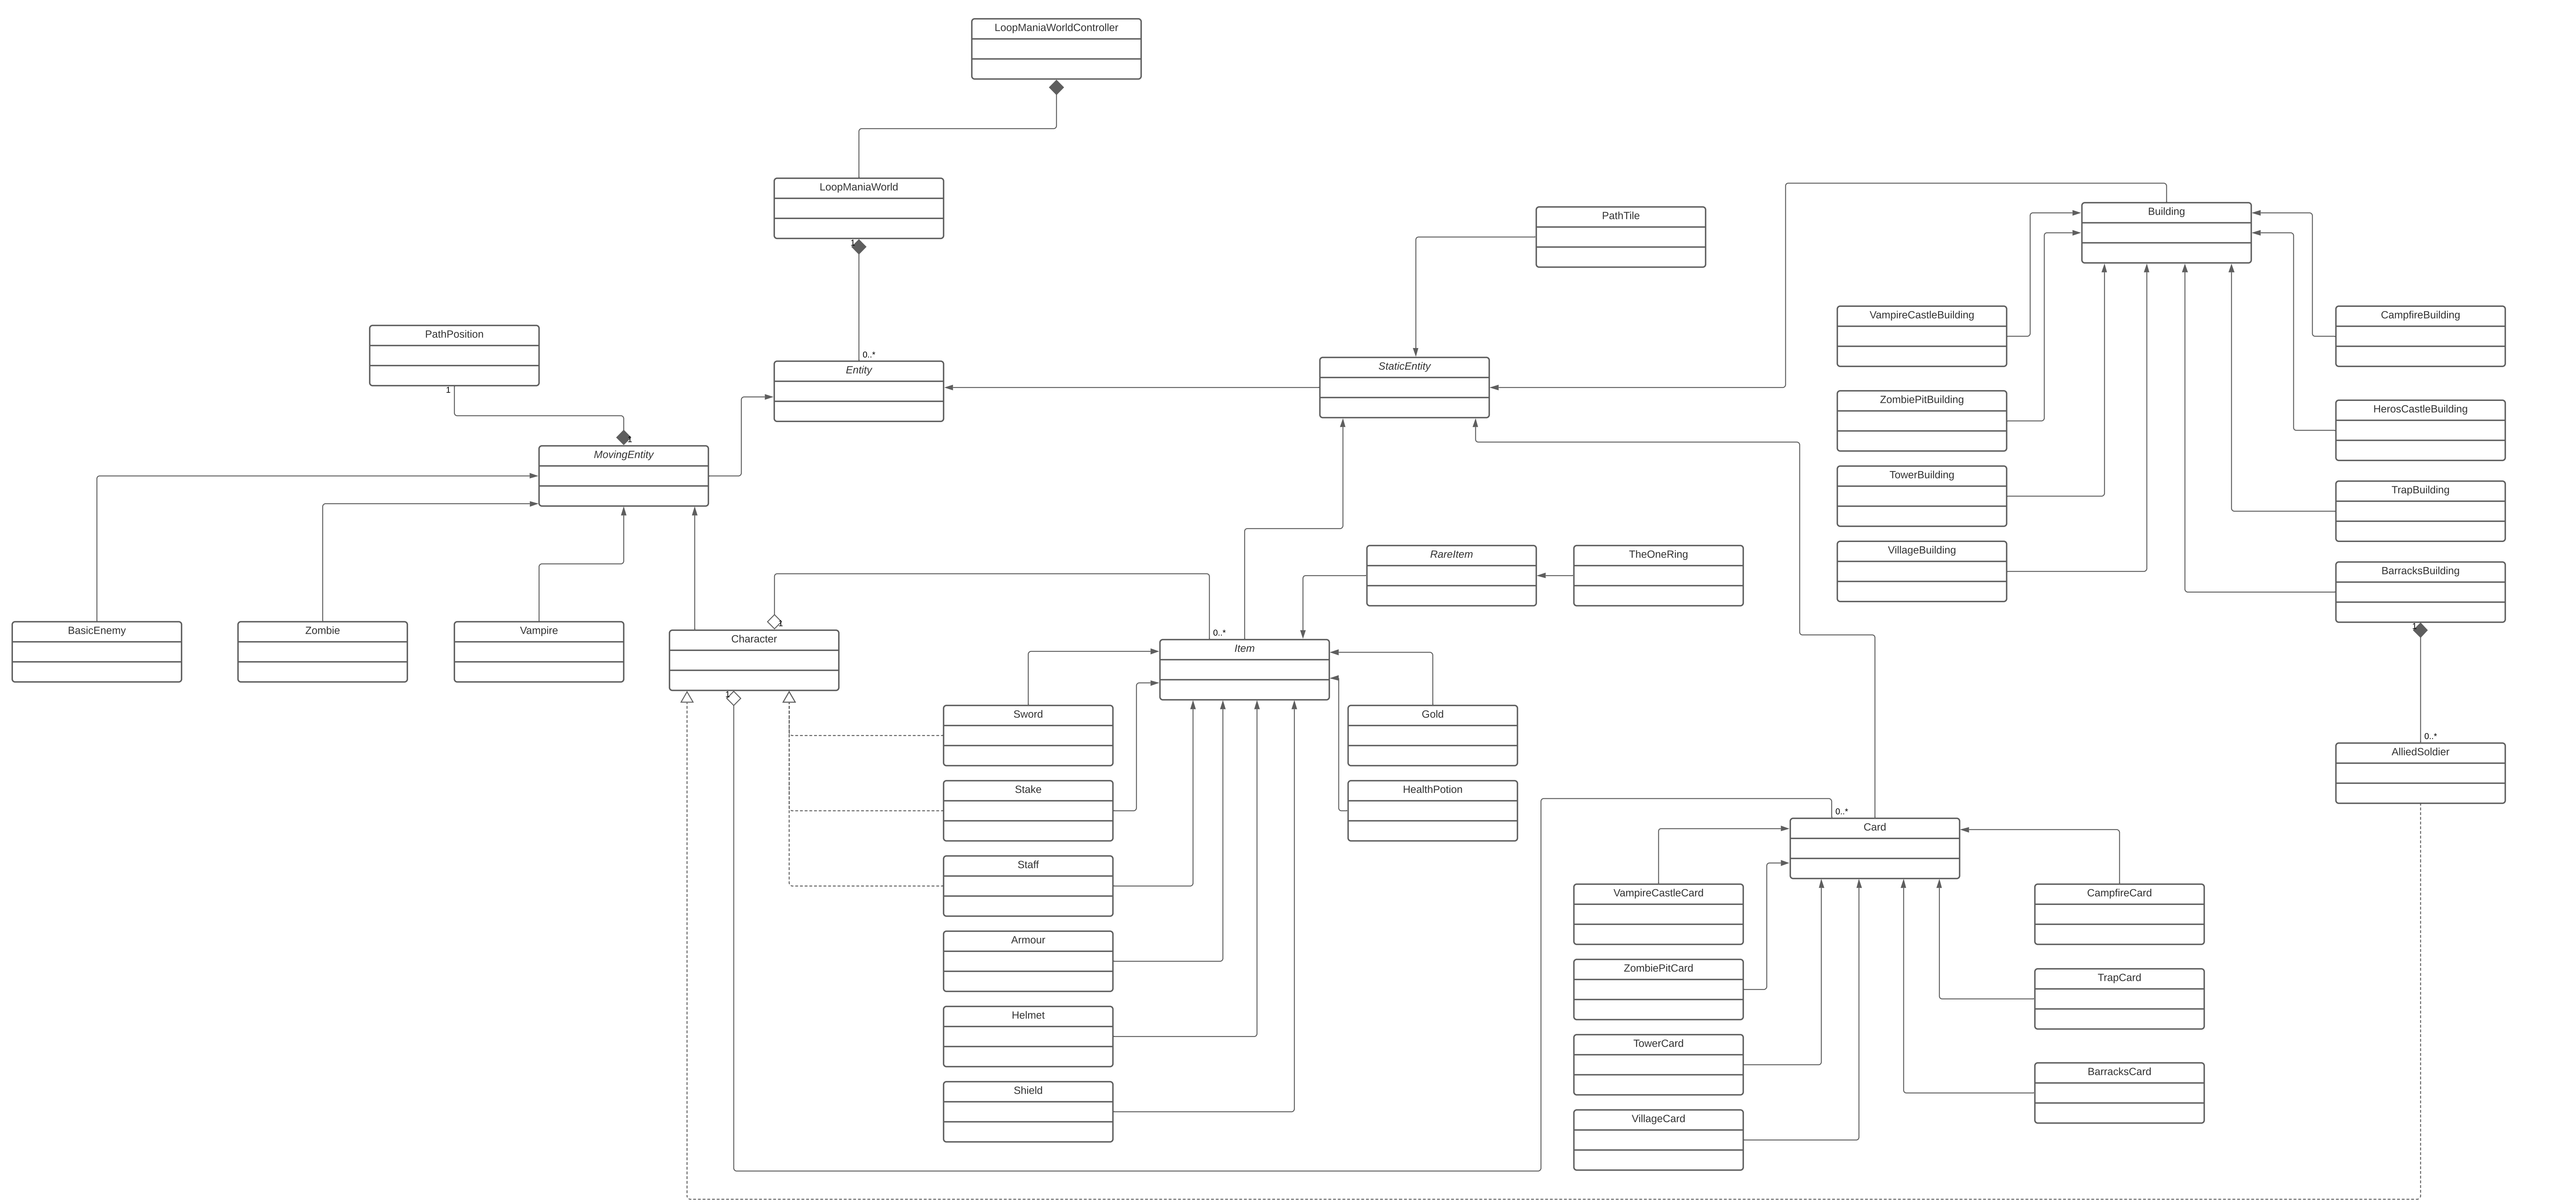 LoopManiaWorldController
LoopManiaWorld
1
PathTile
Building
VampireCastleBuilding
CampfireBuilding
PathPosition
1
0..*
Entity
StaticEntity
ZombiePitBuilding
HerosCastleBuilding
1
MovingEntity
TowerBuilding
TrapBuilding
RareItem
TheOneRing
VillageBuilding
BarracksBuilding
1
BasicEnemy
Zombie
Vampire
1
Character
0..*
Item
1
Sword
Gold
0..*
AlliedSoldier
Stake
HealthPotion
0..*
Card
Staff
VampireCastleCard
CampfireCard
Armour
ZombiePitCard
TrapCard
Helmet
TowerCard
BarracksCard
Shield
VillageCard